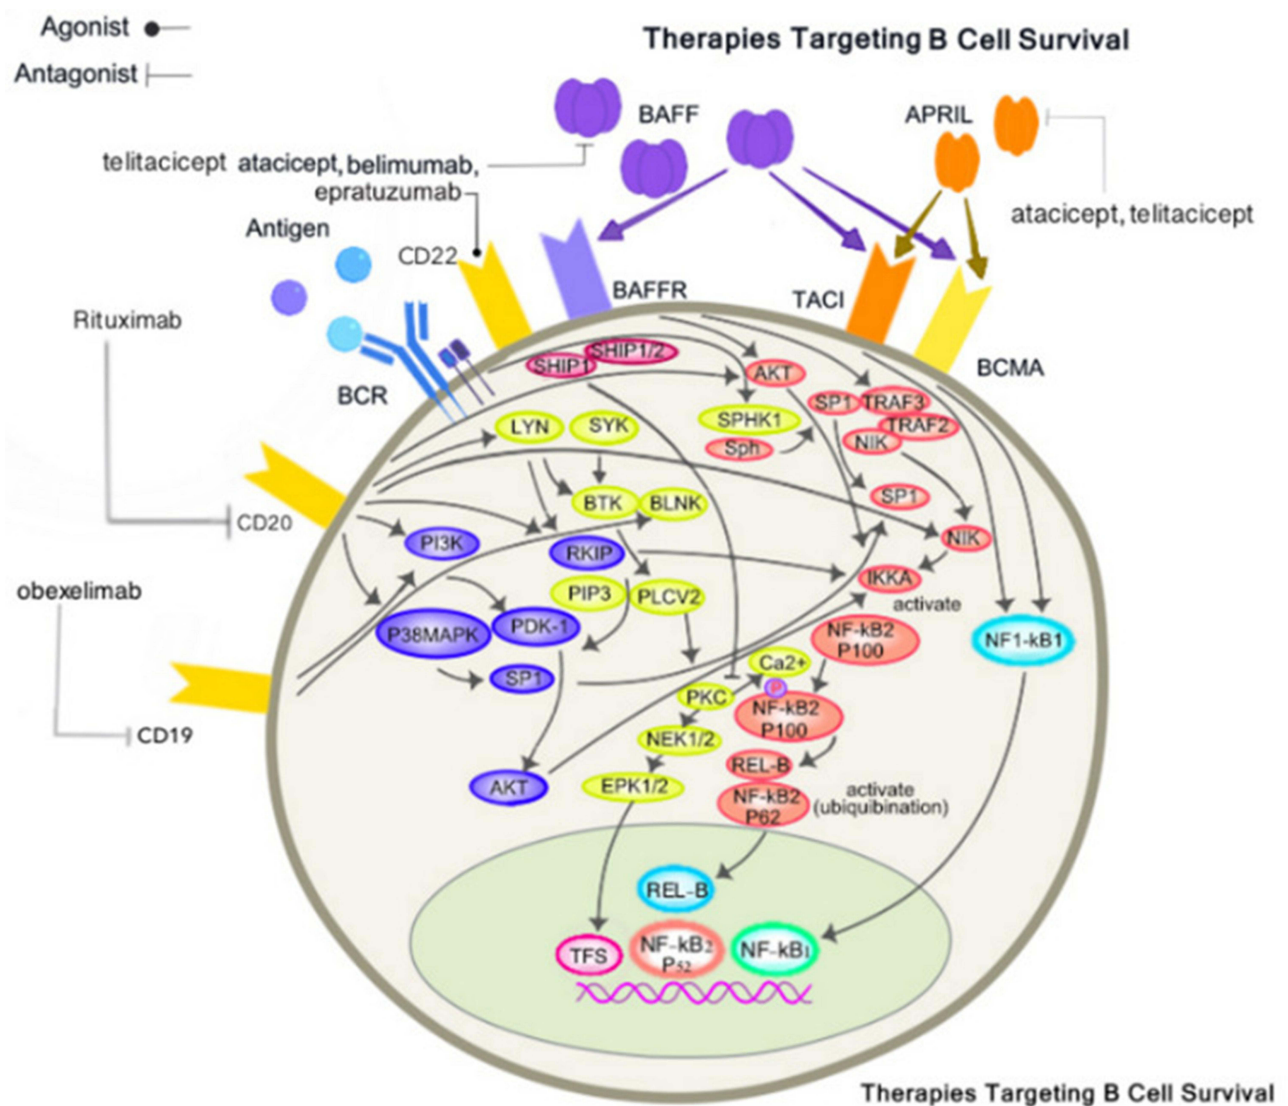 Agonist
Antagonist
Therapies Targeting B Cell Survival
BAFF
APRIL
telitacicept atacicept, belimumab,
epratuzumab
atacicept, telitacicept
Antigen
CD22
BAFFR
TACI
BCMA
Rituximab
BCR
CD20
obexelimab
CD19
SHIP1
SHIP1/2
AKT
SPHK1
Sph
SP1
TRAF3
TRAF2
NIK
LYN
SYK
BTK
BLNK
SP1
NIK
PI3K
RKIP
IKKA
activate
PIP3
PLCV2
P38MAPK
PDK-1
NF-kB2
P100
NF1-kB1
SP1
Ca2+
P
PKC
NF-kB2
P100
NEK1/2
REL-B
AKT
EPK1/2
NF-kB2
P62
activate
(ubiquibination)
REL-B
TFS
NF-kB2
P52
NF-kB1
Therapies Targeting B Cell Survival